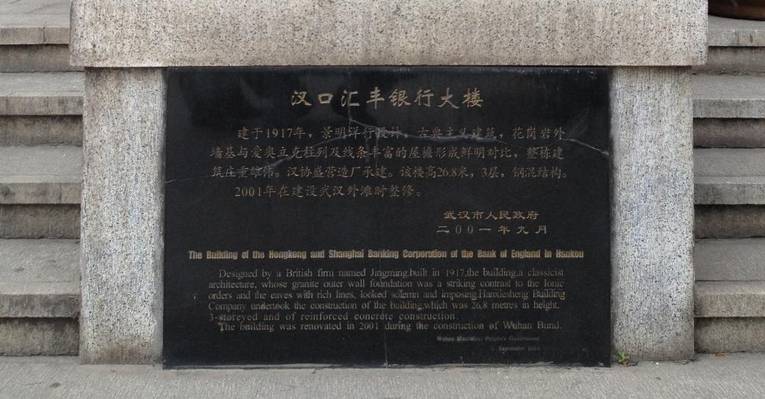 汉口汇丰银行大楼
建于1917年，景明洋行设计。古典主义建筑，花岗岩外
墙基与爱奥立克柱列及线条丰富的屋檐形成鲜明对比，整栋建
筑庄重雄伟。汉协盛营造厂承建。该楼高26.8米，3层，钢混结构。
2001年在建设武汉外滩时整修。
武汉市人民政府
二00一年九月
The Building of the Hongkong and Shanghai Banking Corporation of the Bank of England in Hankou
Designed by a British firm named Jingming,built in 1917,the building,a classicist
architecture, whose granite outer wall foundation was a striking contrast to the Ionic
orders and the eaves with rich lines, looked solemn and imposing.Hanxiesheng Building
Company undertook the construction of the building,which was 26.8 metres in height,
3-storeyed and of reinforced concrete construction.
The building was renovated in 2001 during the construction of Wuhan Bund.
Wuhan Municipal People's Government
September 2001